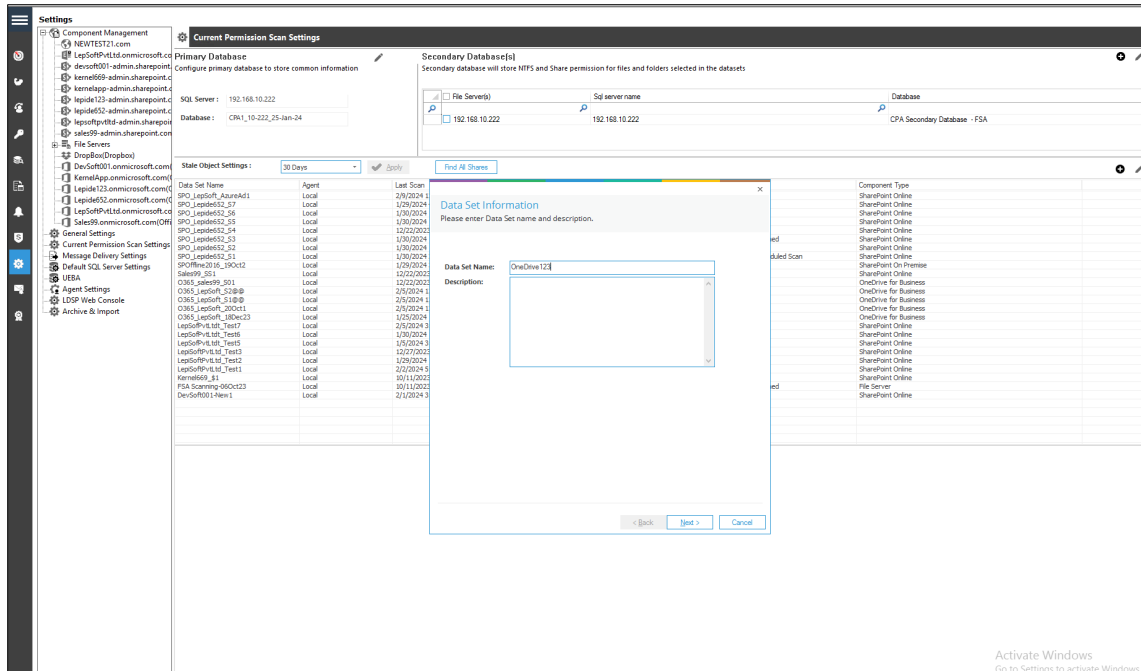 Settings
Component Management
NEWTEST21.com
LepSoftPvtLtd.onmicrosoft.co
devsoft001-admin.sharepoint.
kernel669-admin.sharepoint.c
kernelapp-admin.sharepoint.c
lepide123-admin.sharepoint.c
lepide652-admin.sharepoint.c
lepsoftpvtltd-admin.sharepoi
sales99-admin.sharepoint.com
File Servers
DropBox(Dropbox)
DevSoft001.onmicrosoft.com(
KernelApp.onmicrosoft.com(
Lepide123.onmicrosoft.com(O
Lepide652.onmicrosoft.com(O
LepSoftPvtLtd.onmicrosoft.co
Sales99.onmicrosoft.com(Offi
General Settings
Current Permission Scan Settings
Message Delivery Settings
Default SQL Server Settings
UEBA
Agent Settings
LDSP Web Console
Archive & Import
Current Permission Scan Settings
Primary Database
Configure primary database to store common information
SQL Server : 192.168.10.222
Database : CPA1_10-222_25-Jan-24
Secondary Database(s)
Secondary database will store NTFS and Share permission for files and folders selected in the datasets
File Server(s) Sql server name Database
192.168.10.222 192.168.10.222 CPA Secondary Database - FSA
Stale Object Settings : 30 Days Apply Find All Shares
Data Set Name Agent Last Scan Component Type
SPO_LepSoft_AzureAd1 Local 2/9/2024 1 SharePoint Online
SPO_Lepide652_S7 Local 1/29/2024 SharePoint Online
SPO_Lepide652_S6 Local 1/30/2024 SharePoint Online
SPO_Lepide652_S5 Local 1/30/2024 SharePoint Online
SPO_Lepide652_S4 Local 12/22/2023 SharePoint Online
SPO_Lepide652_S3 Local 1/30/2024 ed SharePoint Online
SPO_Lepide652_S2 Local 1/30/2024 SharePoint Online
SPO_Lepide652_S1 Local 1/30/2024 duled Scan SharePoint Online
SPOffline2016_19Oct2 Local 1/29/2024 SharePoint On Premise
Sales99_SS1 Local 12/22/2023 SharePoint Online
O365_sales99_S01 Local 12/22/2023 OneDrive for Business
O365_LepSoft_S2@@ Local 2/5/2024 1 OneDrive for Business
O365_LepSoft_S1@@ Local 2/5/2024 1 OneDrive for Business
O365_LepSoft_20Oct1 Local 2/5/2024 1 OneDrive for Business
O365_LepSoft_18Dec23 Local 1/25/2024 OneDrive for Business
LepSofPvtLtdt_Test7 Local 2/5/2024 3 SharePoint Online
LepSofPvtLtdt_Test6 Local 1/30/2024 SharePoint Online
LepSofPvtLtdt_Test5 Local 1/5/2024 3 SharePoint Online
LepiSoftPvtLtd_Test3 Local 12/27/2023 SharePoint Online
LepiSoftPvtLtd_Test2 Local 1/29/2024 SharePoint Online
LepiSoftPvtLtd_Test1 Local 2/2/2024 5 SharePoint Online
Kernel669_$1 Local 10/11/2023 SharePoint Online
FSA Scanning-06Oct23 Local 10/11/2023 ed File Server
DevSoft001-New1 Local 2/1/2024 3 SharePoint Online
Data Set Information
Please enter Data Set name and description.
Data Set Name: OneDrive123
Description:
< Back Next > Cancel
Activate Windows
Go to Settings to activate Windows